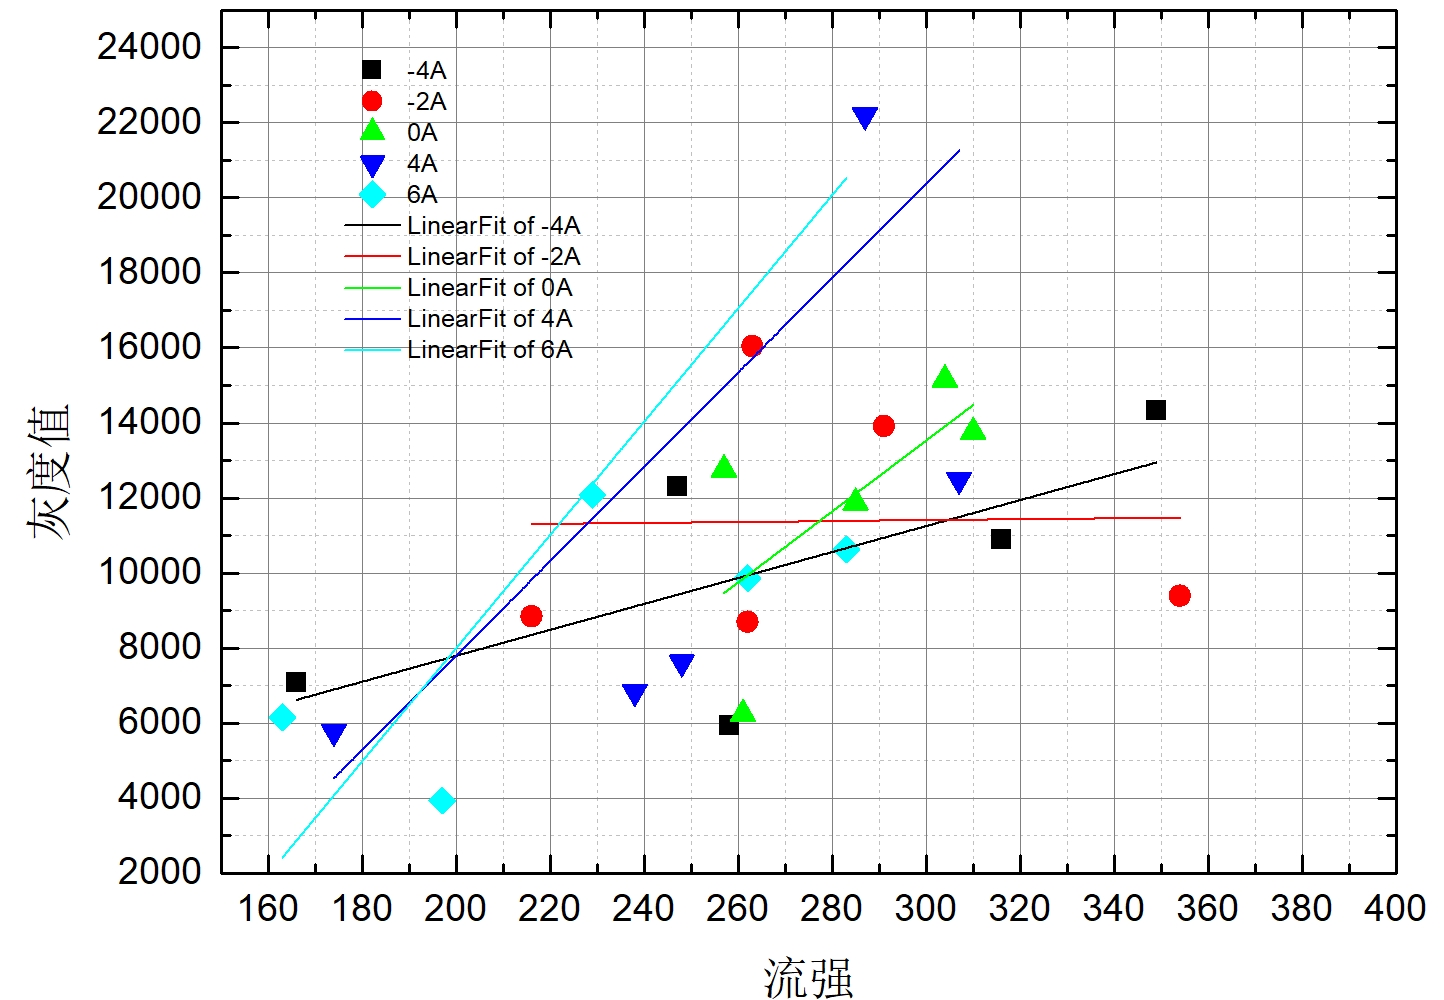 24000
22000
20000
18000
16000
14000
12000
10000
8000
6000
4000
2000
-4A
-2A
0A
4A
6A
LinearFit of -4A
LinearFit of -2A
LinearFit of 0A
LinearFit of 4A
LinearFit of 6A
灰度值
160 180 200 220 240 260 280 300 320 340 360 380 400
流强